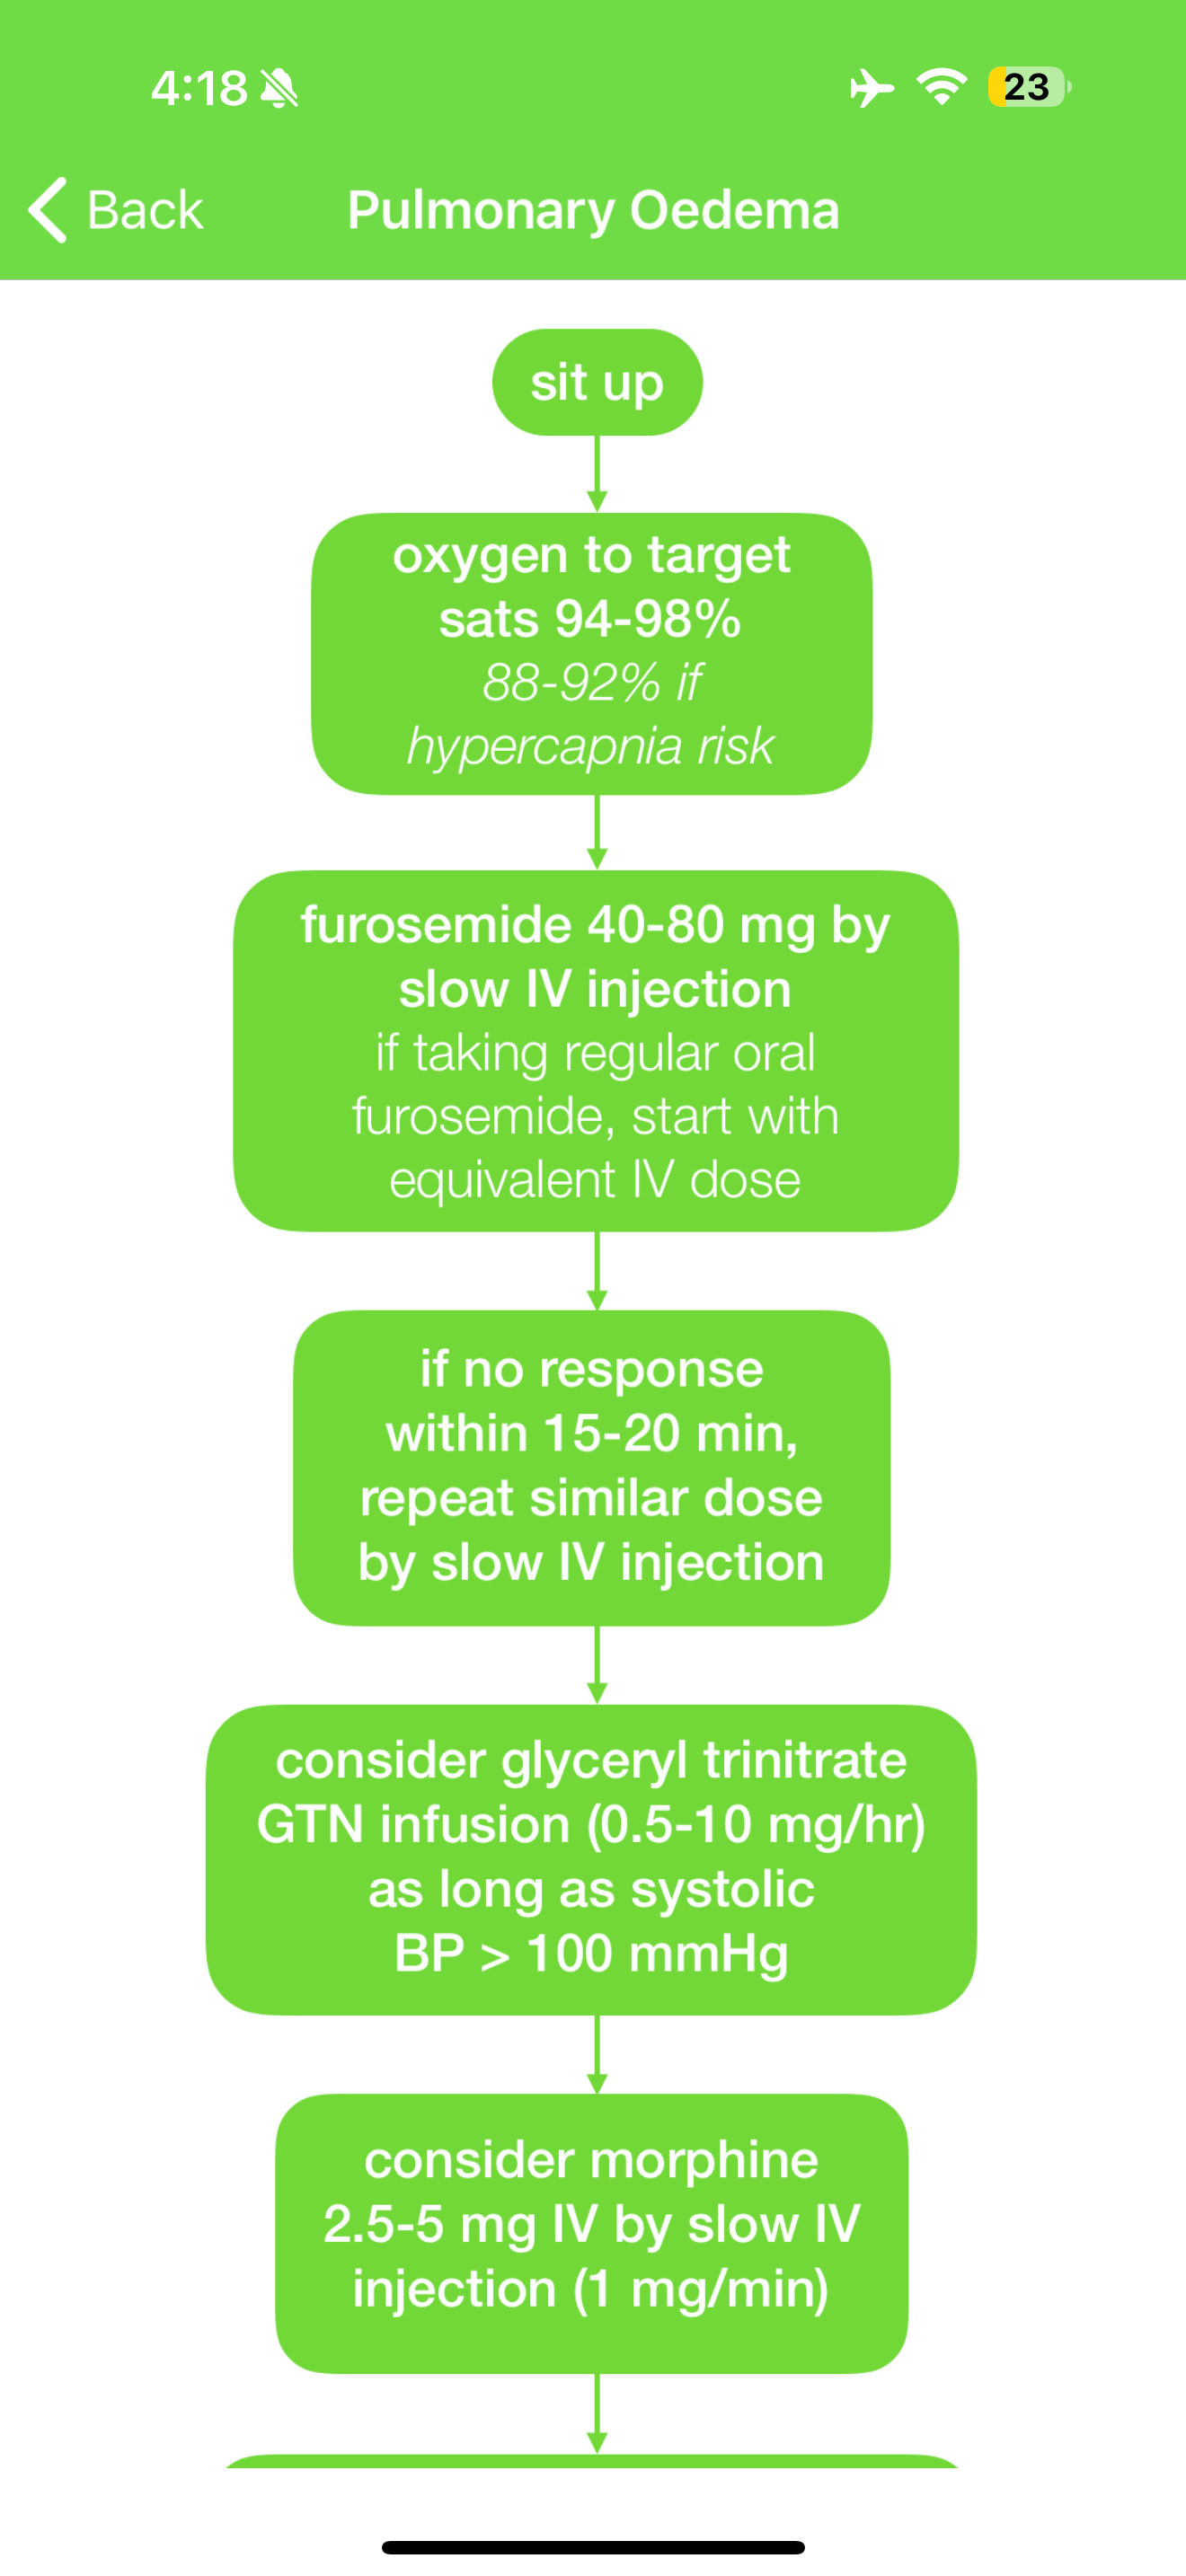 4:18
23
Back
Pulmonary Oedema
sit up
oxygen to target
sats 94-98%
88-92% if
hypercapnia risk
furosemide 40-80 mg by
slow IV injection
if taking regular oral
furosemide, start with
equivalent IV dose
if no response
within 15-20 min,
repeat similar dose
by slow IV injection
consider glyceryl trinitrate
GTN infusion (0.5-10 mg/hr)
as long as systolic
BP > 100 mmHg
consider morphine
2.5-5 mg IV by slow IV
injection (1 mg/min)